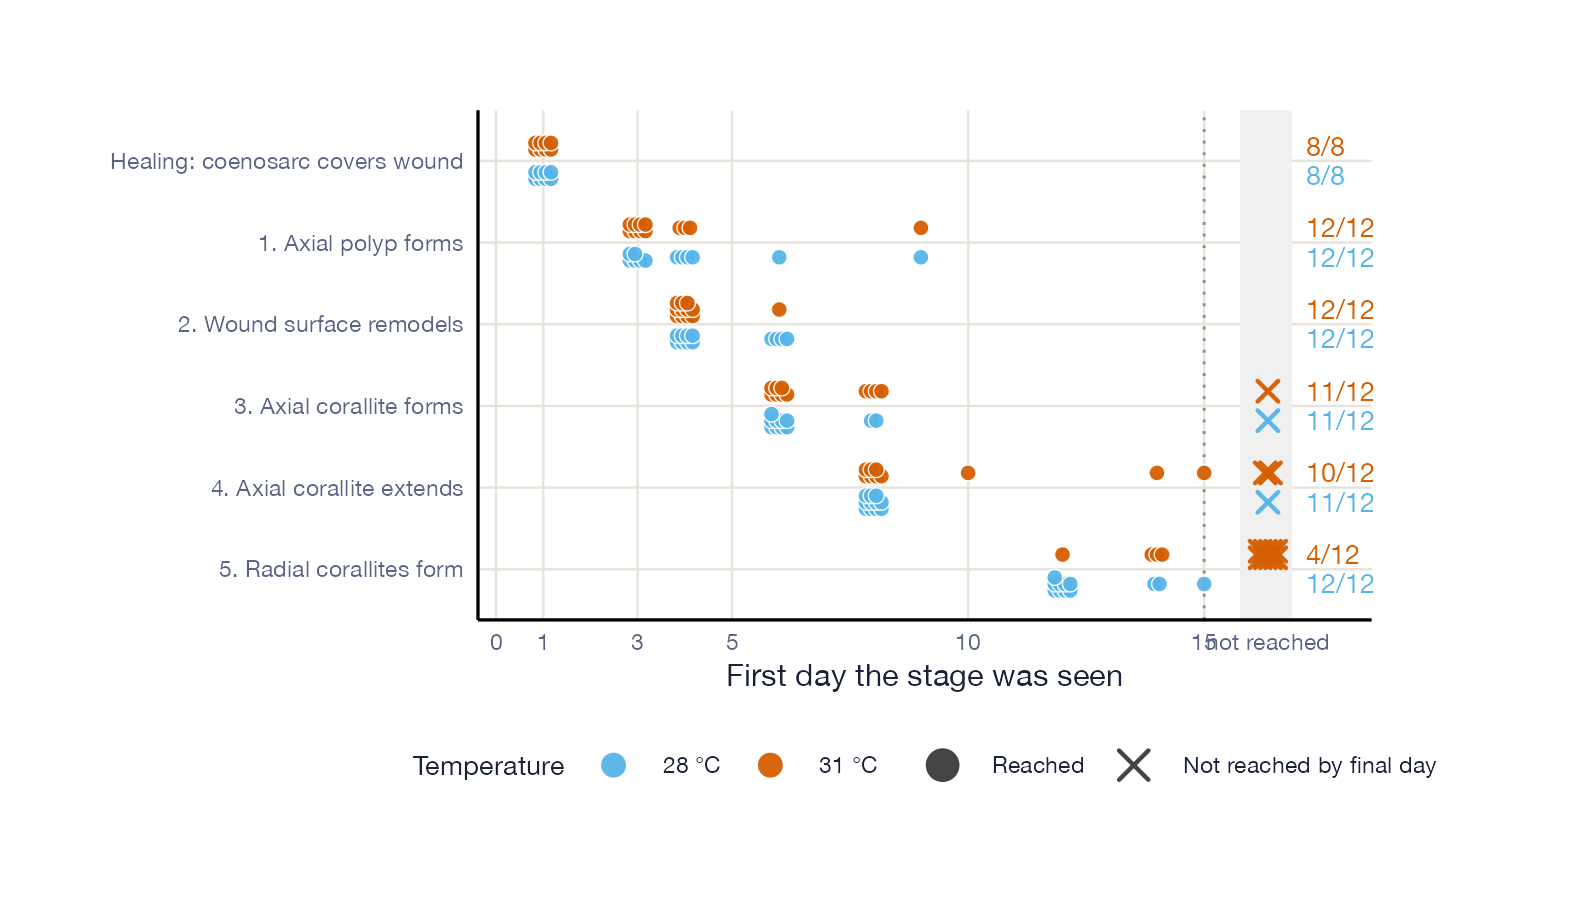 Healing: coenosarc covers wound
8/8
8/8
1. Axial polyp forms
12/12
12/12
2. Wound surface remodels
12/12
12/12
3. Axial corallite forms
11/12
11/12
4. Axial corallite extends
10/12
11/12
5. Radial corallites form
4/12
12/12
0 1 3 5 10 15 not reached
First day the stage was seen
Temperature 28 °C 31 °C Reached Not reached by final day